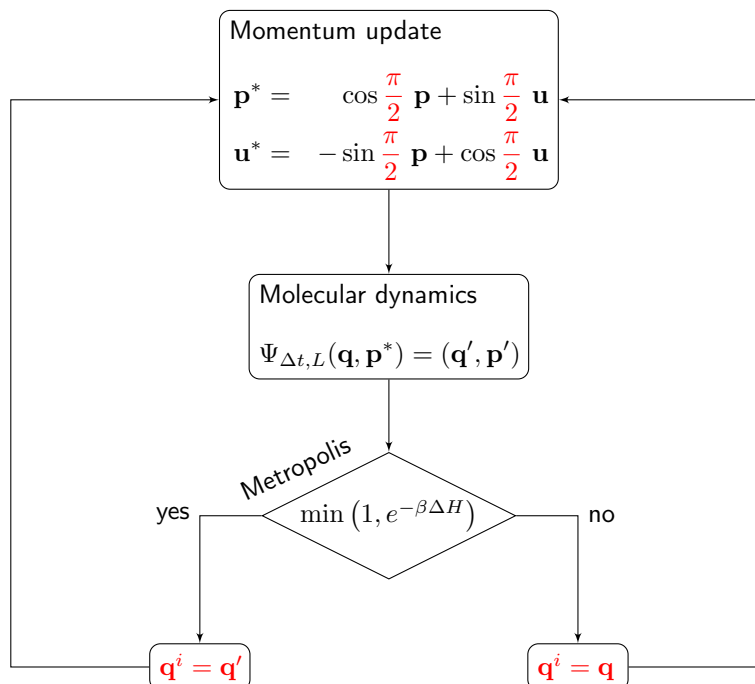 Momentum update
p* = cos π/2 p + sin π/2 u
u* = − sin π/2 p + cos π/2 u
Molecular dynamics
Ψ_{Δt,L}(q, p*) = (q′, p′)
Metropolis
yes
min (1, e^{−βΔH})
no
q^i = q′
q^i = q